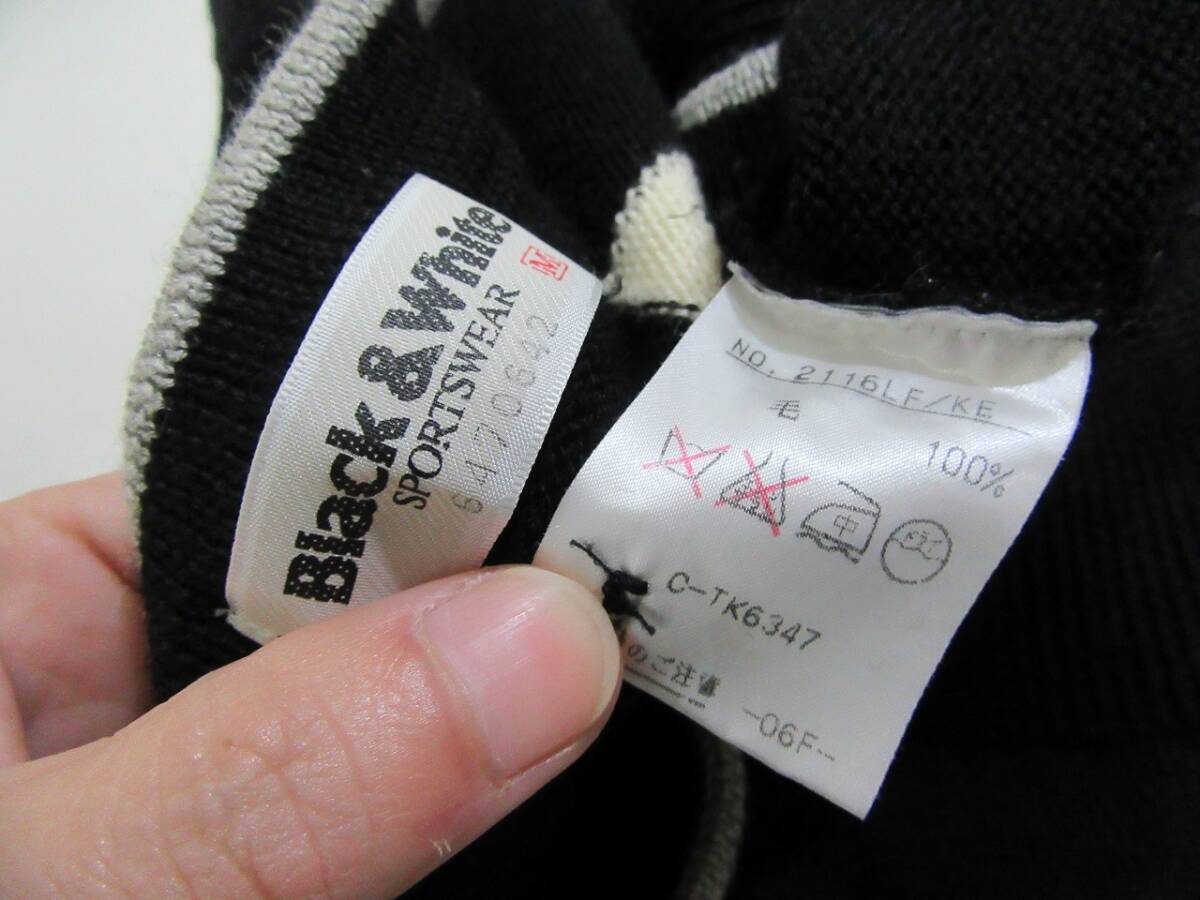 Black & White
SPORTSWEAR
6470642
M
NO. 2116LF/KE
毛
100%
中
C-TK6347
のご注意
-06F-